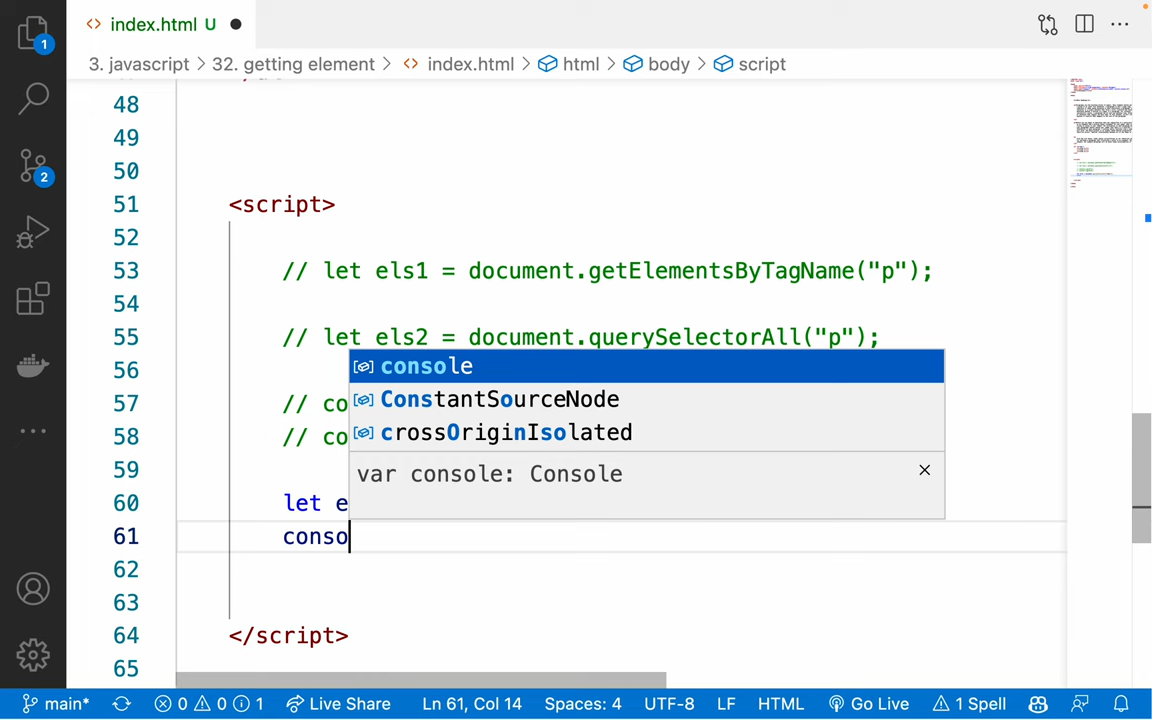 index.html U
3. javascript > 32. getting element > index.html > html > body > script
1
2
48
49
50
51 <script>
52
53 // let els1 = document.getElementsByTagName("p");
54
55 // let els2 = document.querySelectorAll("p");
56 console
57 // co ConstantSourceNode
58 // co crossOriginIsolated
59 var console: Console
60 let e
61 conso
62
63
64 </script>
65
main* 0 0 1 Live Share Ln 61, Col 14 Spaces: 4 UTF-8 LF HTML Go Live 1 Spell